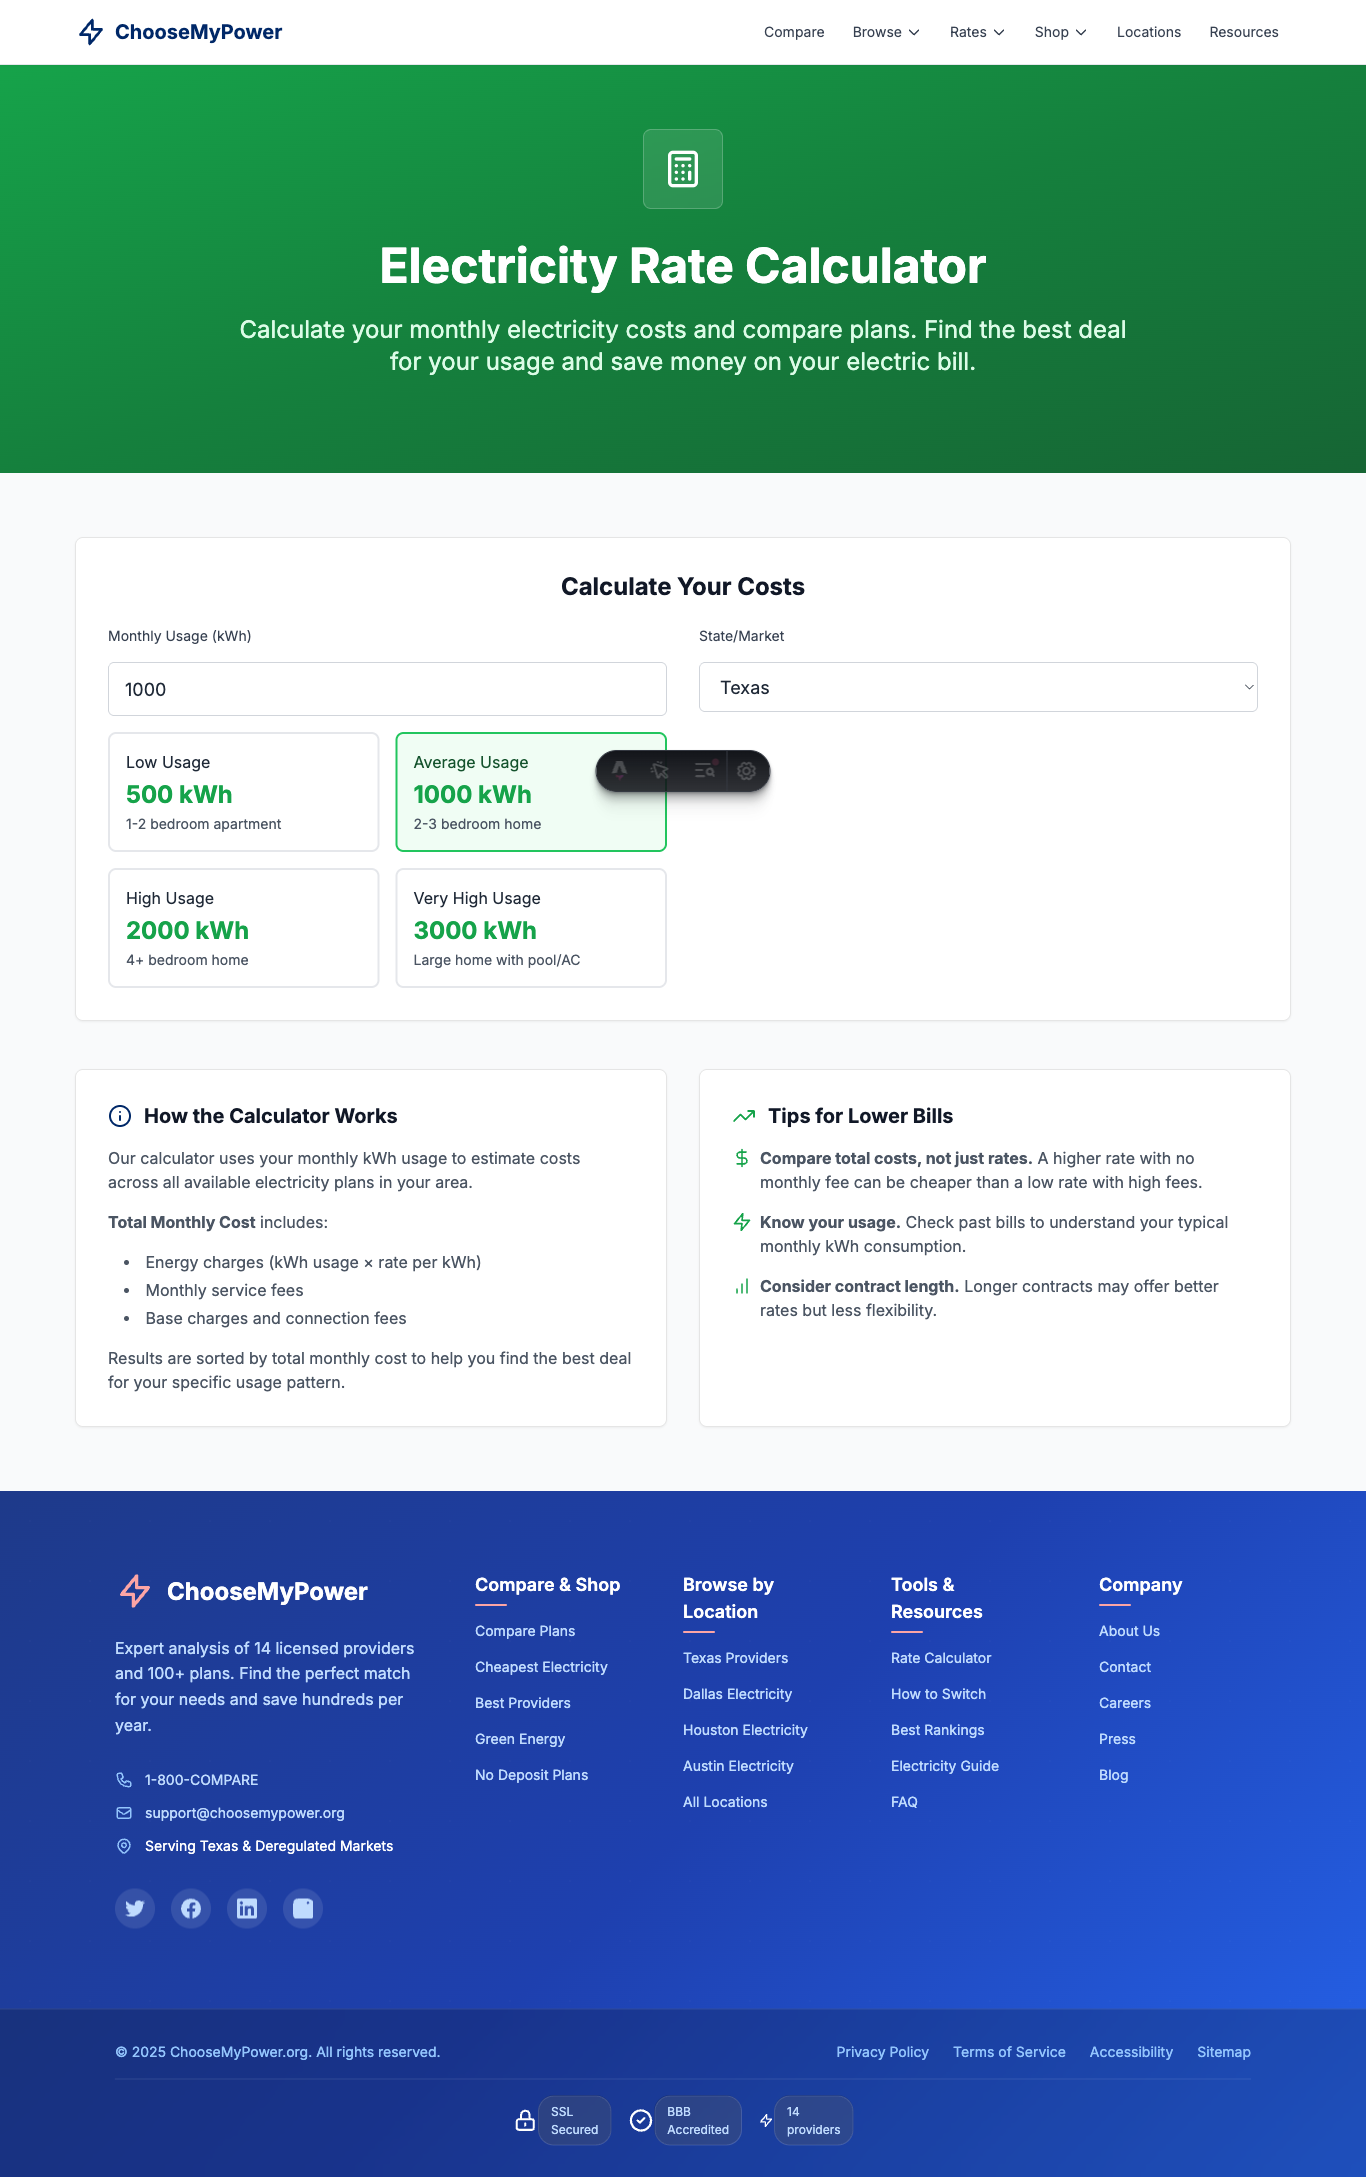 ChooseMyPower
Compare
Browse
Rates
Shop
Locations
Resources
Electricity Rate Calculator
Calculate your monthly electricity costs and compare plans. Find the best deal
for your usage and save money on your electric bill.
Calculate Your Costs
Monthly Usage (kWh)
1000
State/Market
Texas
Low Usage
500 kWh
1-2 bedroom apartment
Average Usage
1000 kWh
2-3 bedroom home
High Usage
2000 kWh
4+ bedroom home
Very High Usage
3000 kWh
Large home with pool/AC
How the Calculator Works
Our calculator uses your monthly kWh usage to estimate costs
across all available electricity plans in your area.
Total Monthly Cost includes:
• Energy charges (kWh usage × rate per kWh)
• Monthly service fees
• Base charges and connection fees
Results are sorted by total monthly cost to help you find the best deal
for your specific usage pattern.
Tips for Lower Bills
Compare total costs, not just rates. A higher rate with no
monthly fee can be cheaper than a low rate with high fees.
Know your usage. Check past bills to understand your typical
monthly kWh consumption.
Consider contract length. Longer contracts may offer better
rates but less flexibility.
ChooseMyPower
Expert analysis of 14 licensed providers
and 100+ plans. Find the perfect match
for your needs and save hundreds per
year.
1-800-COMPARE
support@choosemypower.org
Serving Texas & Deregulated Markets
Compare & Shop
Compare Plans
Cheapest Electricity
Best Providers
Green Energy
No Deposit Plans
Browse by
Location
Texas Providers
Dallas Electricity
Houston Electricity
Austin Electricity
All Locations
Tools &
Resources
Rate Calculator
How to Switch
Best Rankings
Electricity Guide
FAQ
Company
About Us
Contact
Careers
Press
Blog
© 2025 ChooseMyPower.org. All rights reserved.
Privacy Policy
Terms of Service
Accessibility
Sitemap
SSL
Secured
BBB
Accredited
14
providers